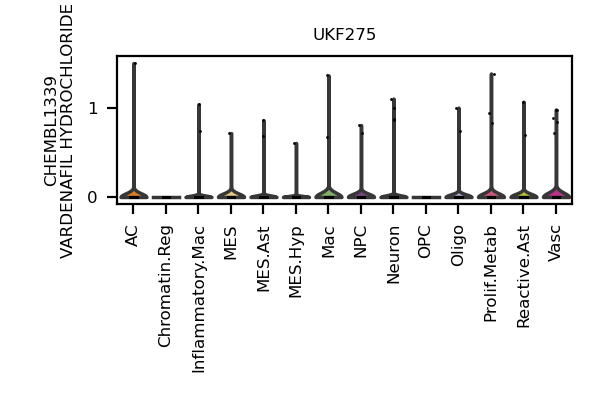 UKF275
CHEMBL1339
VARDENAFIL HYDROCHLORIDE
1
0
AC
Chromatin.Reg
Inflammatory.Mac
MES
MES.Ast
MES.Hyp
Mac
NPC
Neuron
OPC
Oligo
Prolif.Metab
Reactive.Ast
Vasc